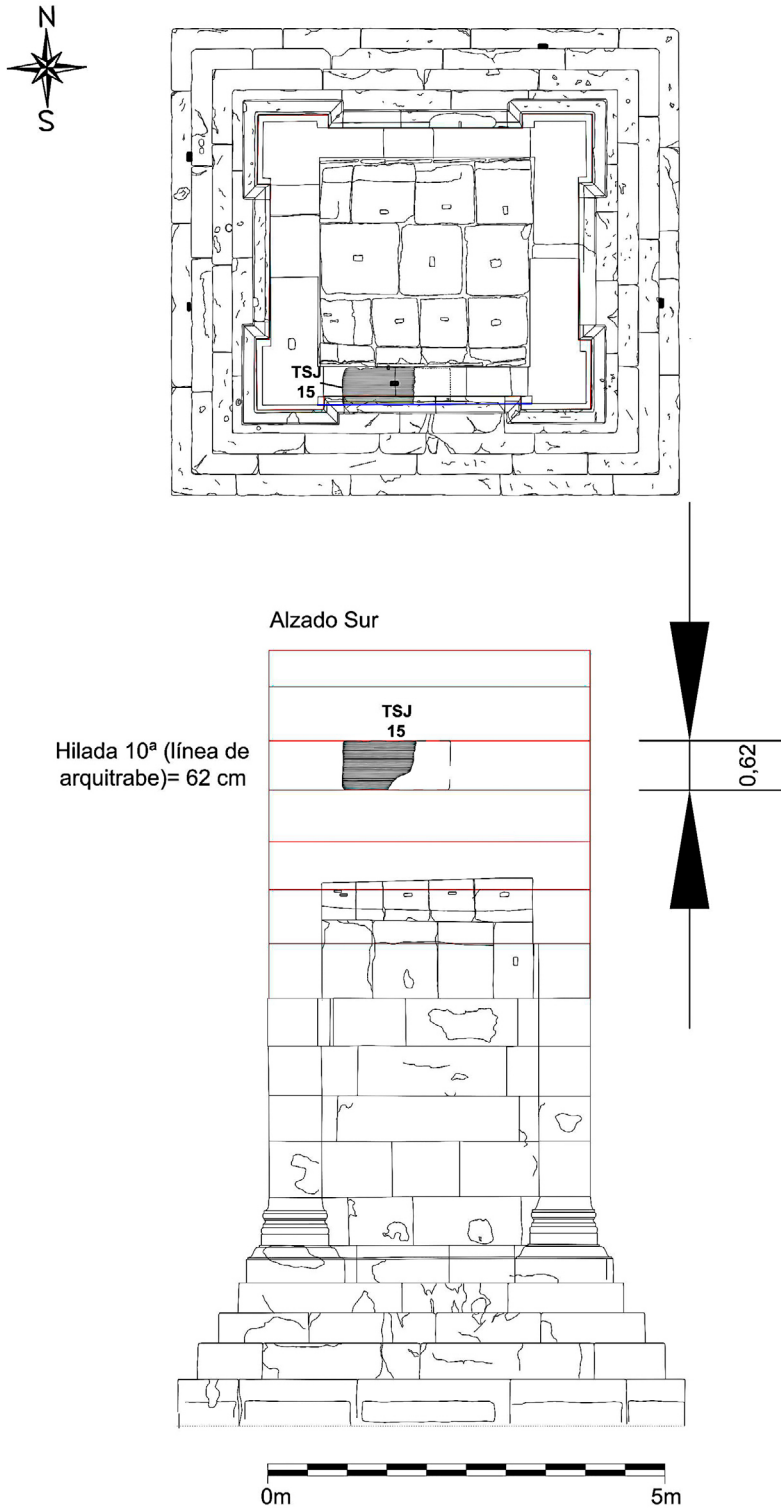 N
S
TSJ
15
Alzado Sur
TSJ
15
Hilada 10ª (línea de
arquitrabe)= 62 cm
0,62
0m
5m